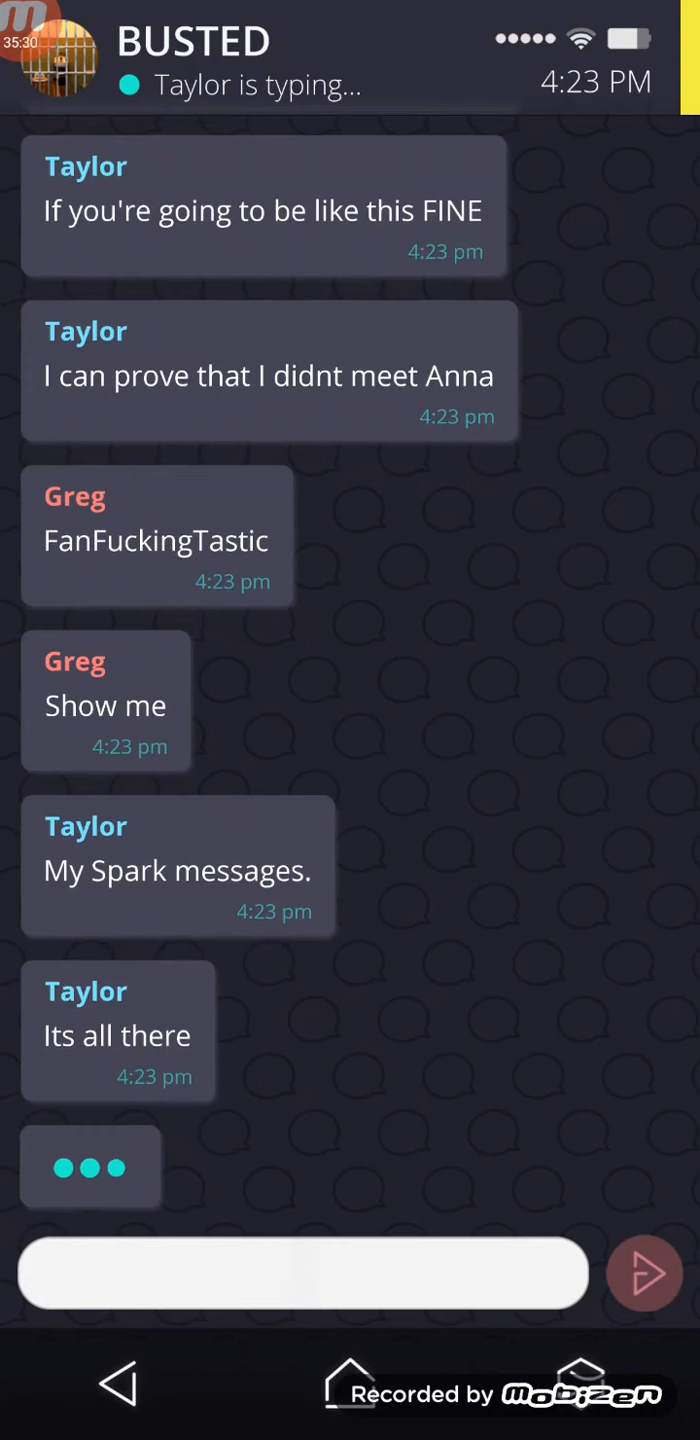 35:30
BUSTED
Taylor is typing...
4:23 PM
Taylor
If you're going to be like this FINE
4:23 pm
Taylor
I can prove that I didnt meet Anna
4:23 pm
Greg
FanFuckingTastic
4:23 pm
Greg
Show me
4:23 pm
Taylor
My Spark messages.
4:23 pm
Taylor
Its all there
4:23 pm
Recorded by mobizen